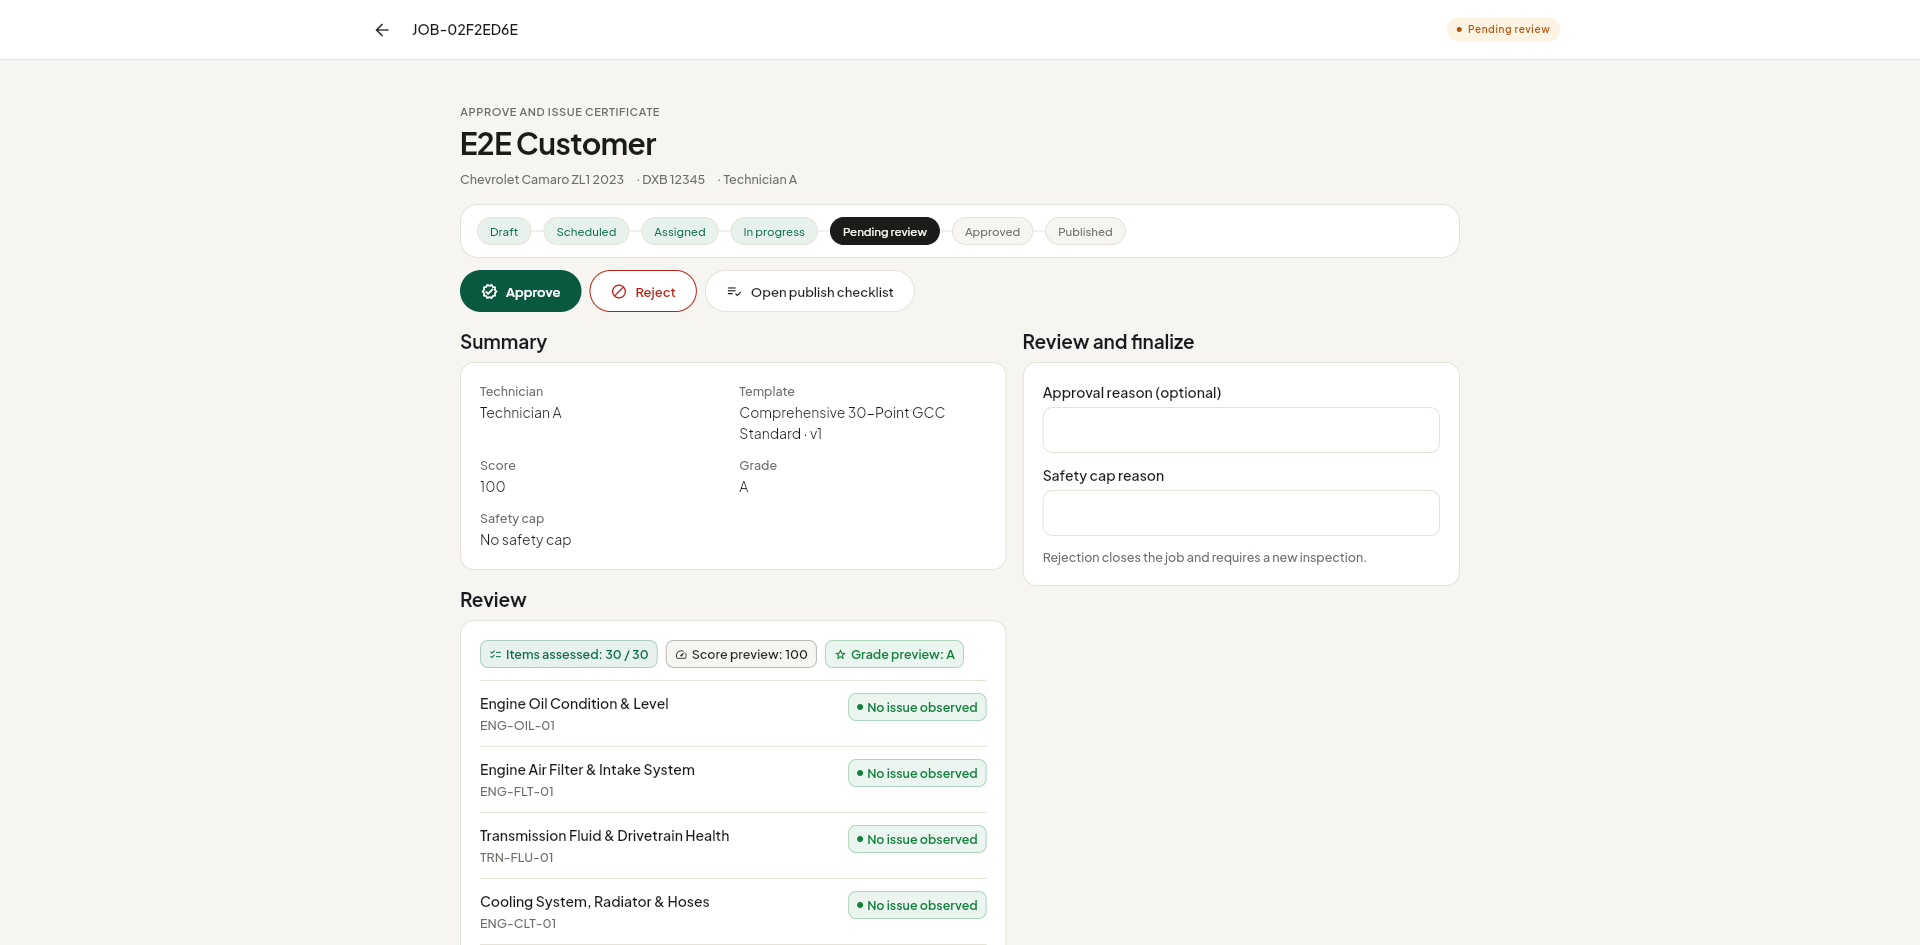 JOB-02F2ED6E
Pending review
APPROVE AND ISSUE CERTIFICATE
E2E Customer
Chevrolet Camaro ZL1 2023 · DXB 12345 · Technician A
Draft
Scheduled
Assigned
In progress
Pending review
Approved
Published
Approve
Reject
Open publish checklist
Summary
Technician
Technician A
Template
Comprehensive 30-Point GCC
Standard · v1
Score
100
Grade
A
Safety cap
No safety cap
Review and finalize
Approval reason (optional)
Safety cap reason
Rejection closes the job and requires a new inspection.
Review
Items assessed: 30 / 30
Score preview: 100
Grade preview: A
Engine Oil Condition & Level
ENG-OIL-01
No issue observed
Engine Air Filter & Intake System
ENG-FLT-01
No issue observed
Transmission Fluid & Drivetrain Health
TRN-FLU-01
No issue observed
Cooling System, Radiator & Hoses
ENG-CLT-01
No issue observed